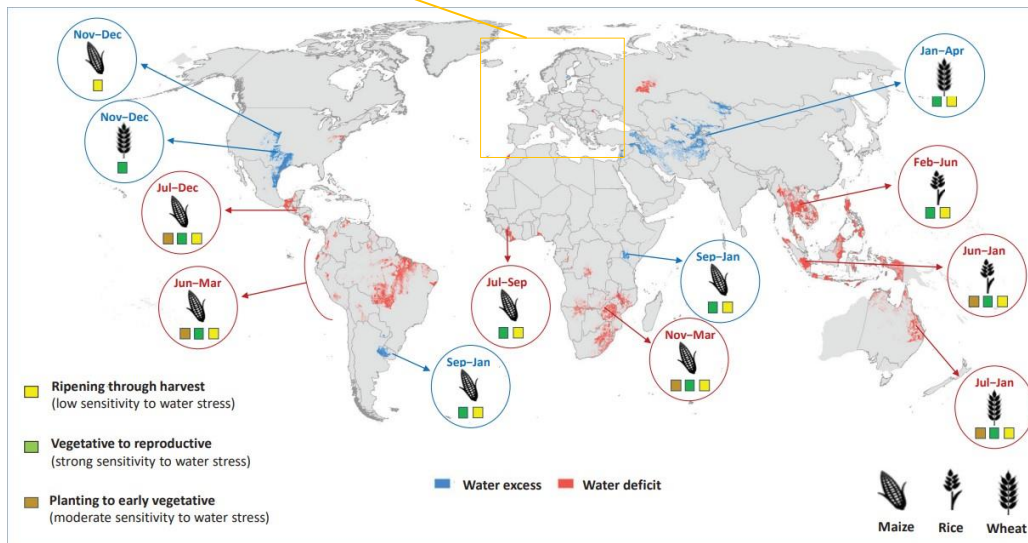 Nov–Dec
Jan–Apr
Nov–Dec
Feb–Jun
Jul–Dec
Jun–Jan
Sep–Jan
Jun–Mar
Jul–Sep
Nov–Mar
Sep–Jan
Jul–Jan
Ripening through harvest
(low sensitivity to water stress)
Vegetative to reproductive
(strong sensitivity to water stress)
Planting to early vegetative
(moderate sensitivity to water stress)
Water excess
Water deficit
Maize
Rice
Wheat